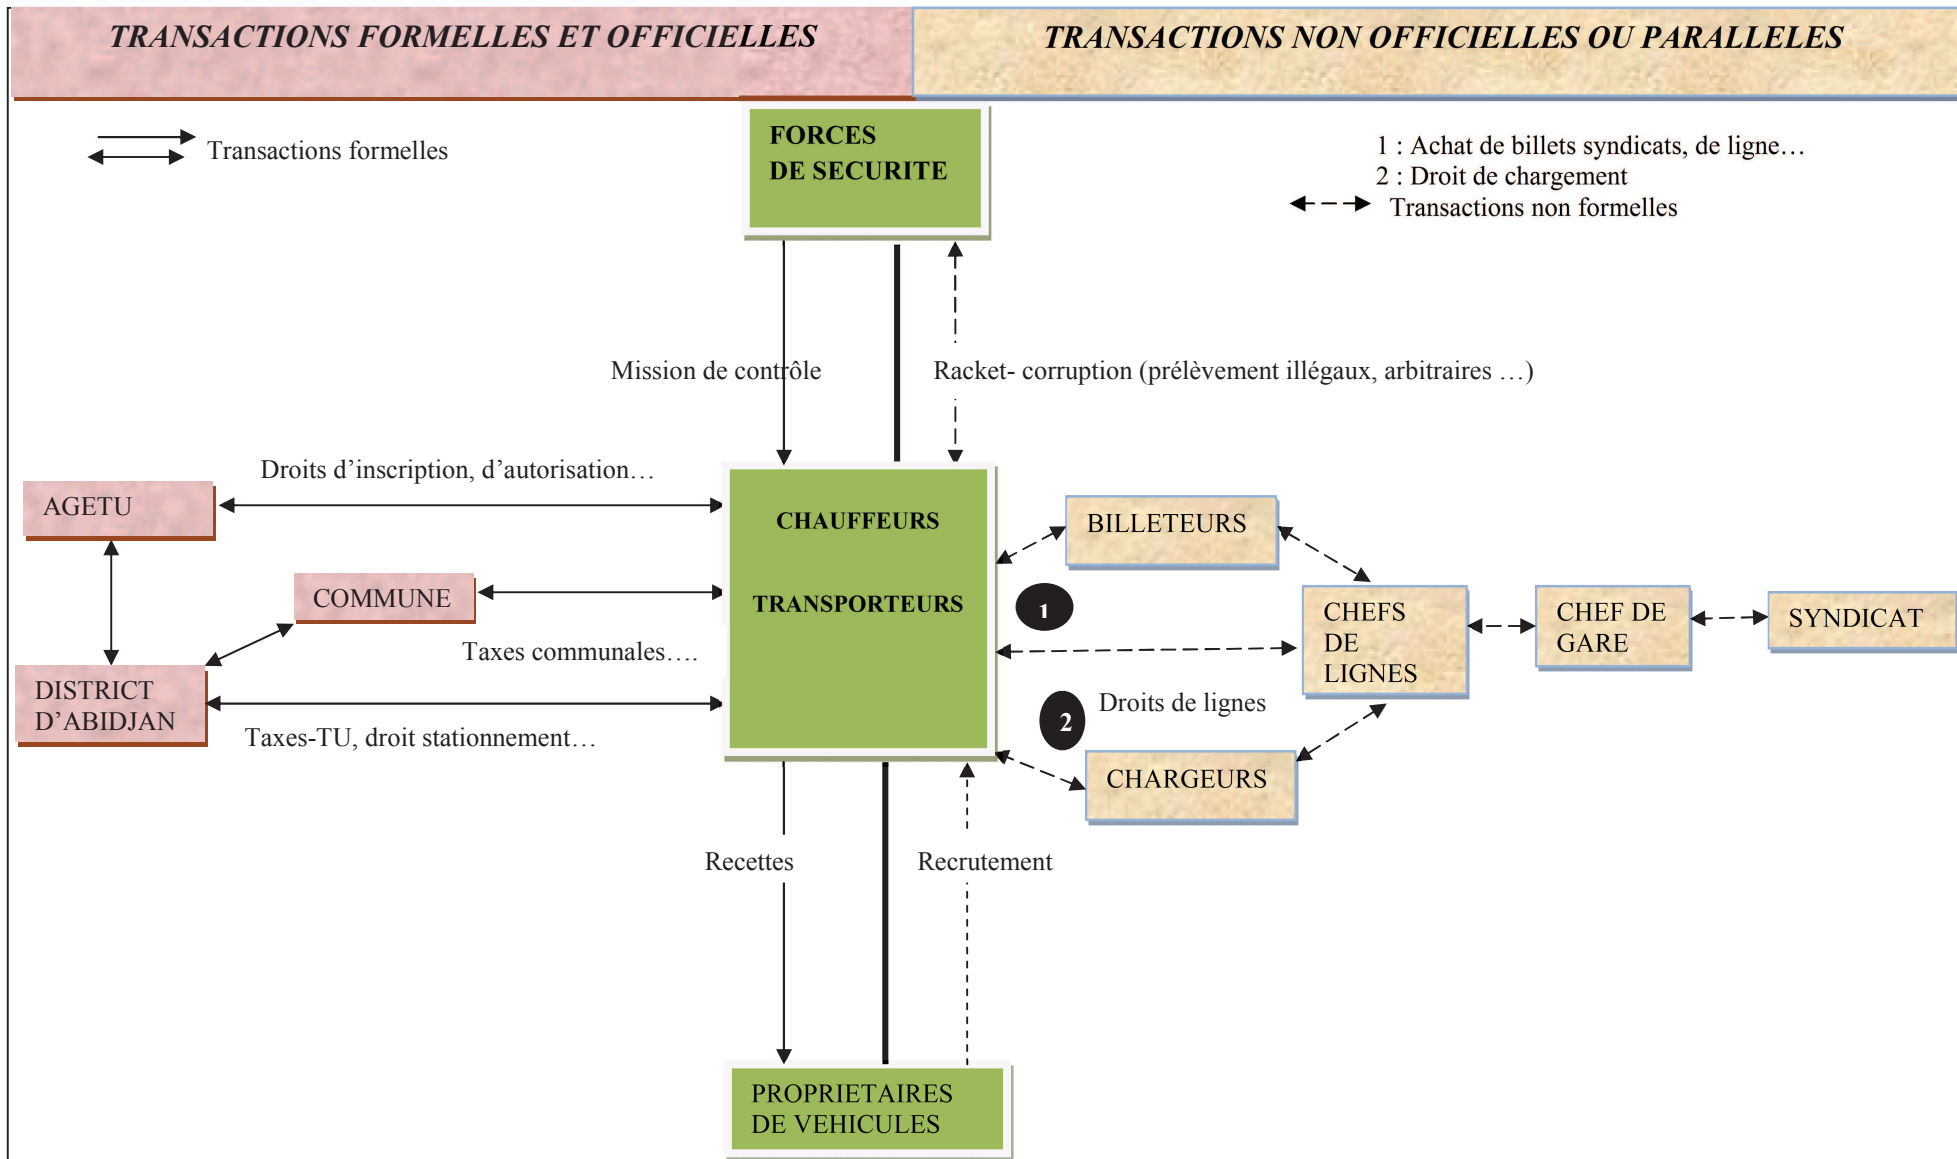 TRANSACTIONS FORMELLES ET OFFICIELLES
TRANSACTIONS NON OFFICIELLES OU PARALLELES
Transactions formelles
FORCES
DE SECURITE
1 : Achat de billets syndicats, de ligne…
2 : Droit de chargement
Transactions non formelles
Mission de contrôle
Racket- corruption (prélèvement illégaux, arbitraires …)
Droits d’inscription, d’autorisation…
AGETU
CHAUFFEURS
TRANSPORTEURS
BILLETEURS
COMMUNE
1
CHEFS
DE
LIGNES
CHEF DE
GARE
SYNDICAT
Taxes communales….
DISTRICT
D’ABIDJAN
Droits de lignes
2
Taxes-TU, droit stationnement…
CHARGEURS
Recettes
Recrutement
PROPRIETAIRES
DE VEHICULES